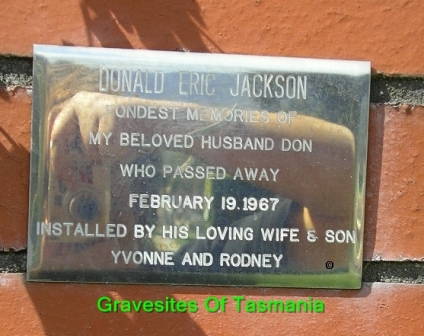 DONALD ERIC JACKSON
FONDEST MEMORIES OF
MY BELOVED HUSBAND DON
WHO PASSED AWAY
FEBRUARY 19.1967
INSTALLED BY HIS LOVING WIFE & SON
YVONNE AND RODNEY
Gravesites Of Tasmania